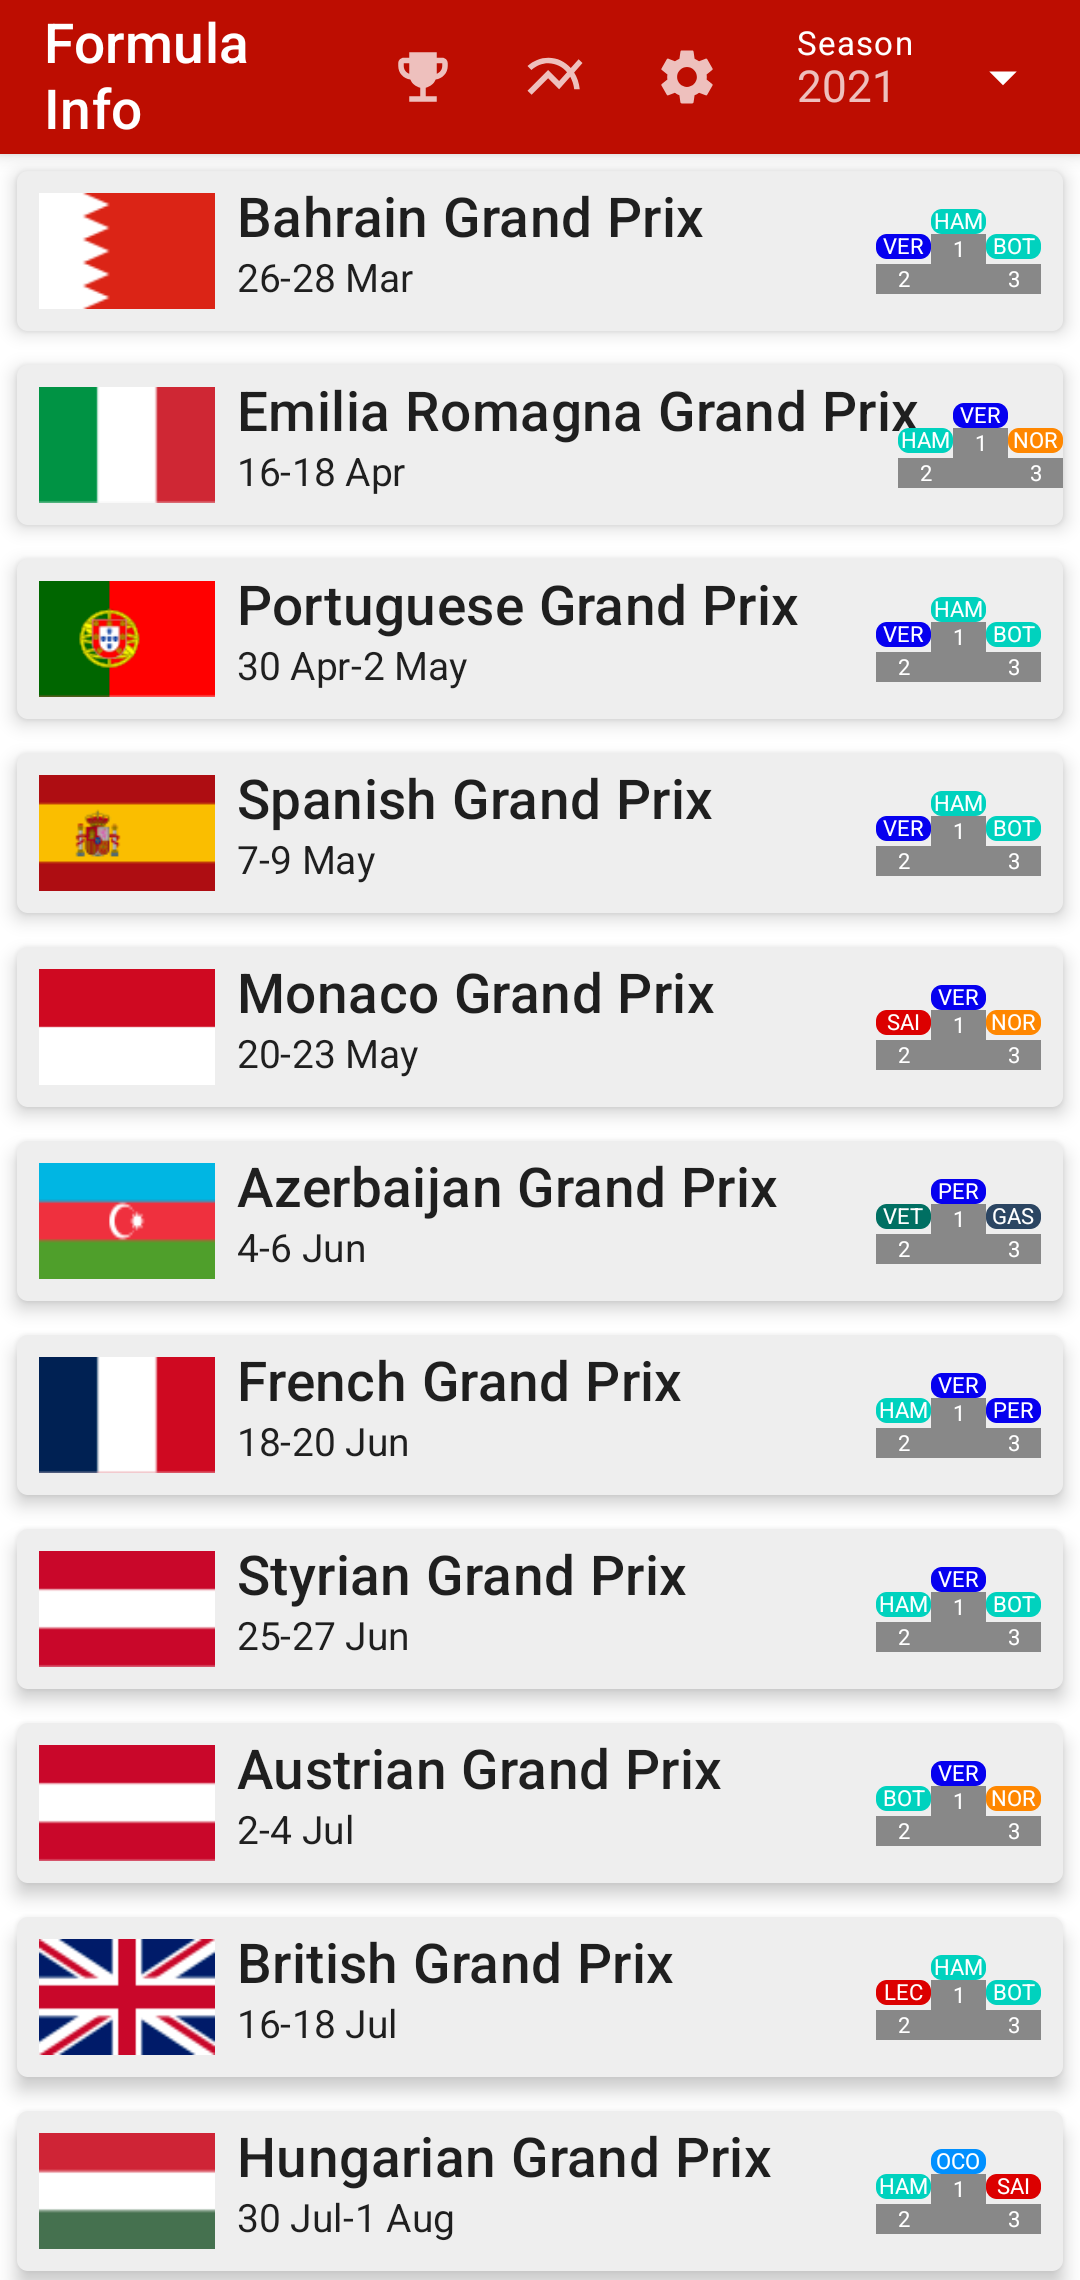 Formula
Info
Season
2021
Bahrain Grand Prix
26-28 Mar
HAM
VER 1 BOT
2 3
Emilia Romagna Grand Prix
16-18 Apr
VER
HAM 1 NOR
2 3
Portuguese Grand Prix
30 Apr-2 May
HAM
VER 1 BOT
2 3
Spanish Grand Prix
7-9 May
HAM
VER 1 BOT
2 3
Monaco Grand Prix
20-23 May
VER
SAI 1 NOR
2 3
Azerbaijan Grand Prix
4-6 Jun
PER
VET 1 GAS
2 3
French Grand Prix
18-20 Jun
VER
HAM 1 PER
2 3
Styrian Grand Prix
25-27 Jun
VER
HAM 1 BOT
2 3
Austrian Grand Prix
2-4 Jul
VER
BOT 1 NOR
2 3
British Grand Prix
16-18 Jul
HAM
LEC 1 BOT
2 3
Hungarian Grand Prix
30 Jul-1 Aug
OCO
HAM 1 SAI
2 3